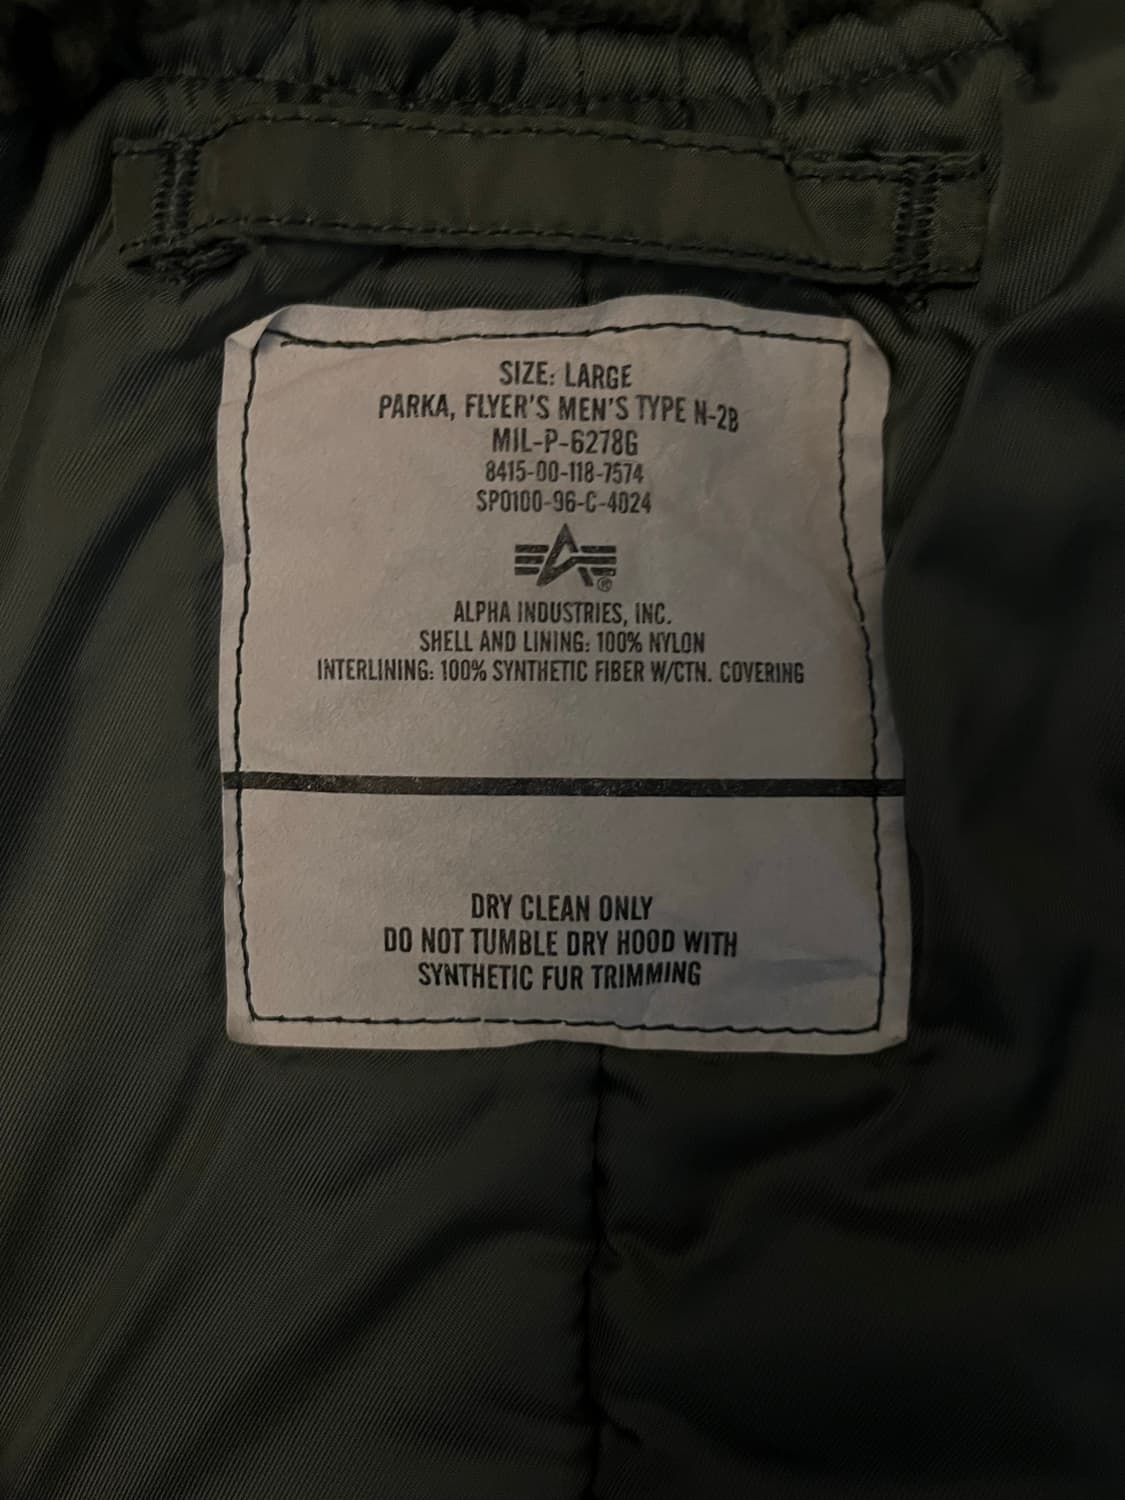 SIZE: LARGE
PARKA, FLYER'S MEN'S TYPE N-2B
MIL-P-6278G
8415-00-118-7574
SPO100-96-C-4024
®
ALPHA INDUSTRIES, INC.
SHELL AND LINING: 100% NYLON
INTERLINING: 100% SYNTHETIC FIBER W/CTN. COVERING
DRY CLEAN ONLY
DO NOT TUMBLE DRY HOOD WITH
SYNTHETIC FUR TRIMMING